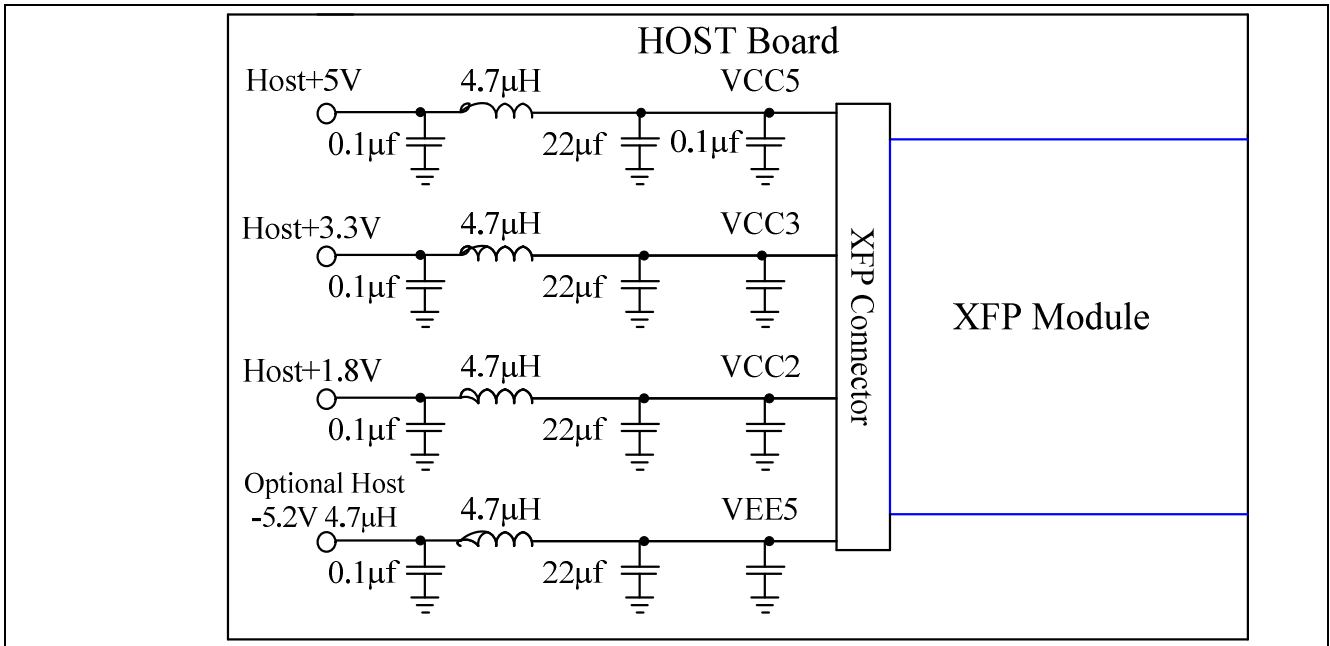 HOST Board
Host+5V
4.7μH
VCC5
0.1μf
22μf
0.1μf
Host+3.3V
4.7μH
VCC3
0.1μf
22μf
XFP Connector
XFP Module
Host+1.8V
4.7μH
VCC2
0.1μf
22μf
Optional Host
-5.2V 4.7μH
4.7μH
VEE5
0.1μf
22μf